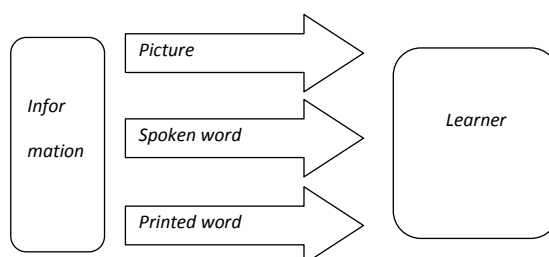 Picture
Infor
mation
Learner
Spoken word
Printed word